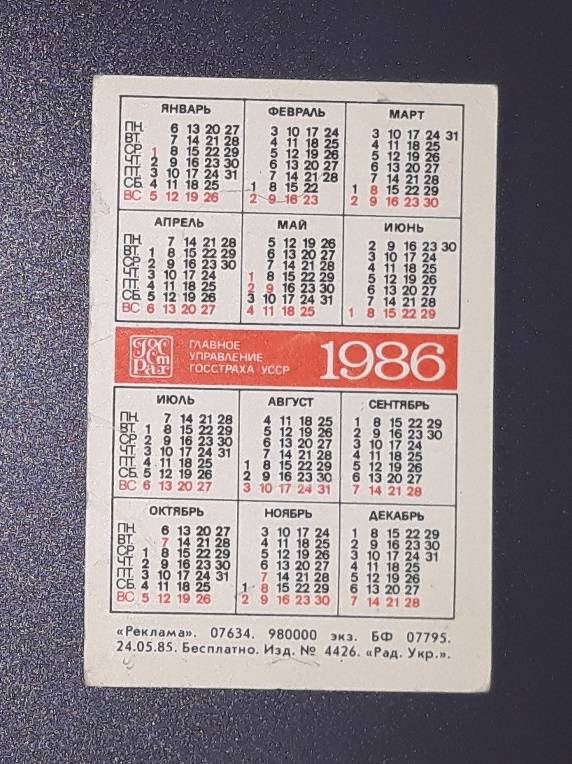 ЯНВАРЬ ФЕВРАЛЬ МАРТ
ПН. 6 13 20 27 3 10 17 24 3 10 17 24 31
ВТ. 7 14 21 28 4 11 18 25 4 11 18 25
СР. 1 8 15 22 29 5 12 19 26 5 12 19 26
ЧТ. 2 9 16 23 30 6 13 20 27 6 13 20 27
ПТ. 3 10 17 24 31 7 14 21 28 7 14 21 28
СБ. 4 11 18 25 1 8 15 22 1 8 15 22 29
ВС 5 12 19 26 2 9 16 23 2 9 16 23 30
АПРЕЛЬ МАЙ ИЮНЬ
ПН. 7 14 21 28 5 12 19 26 2 9 16 23 30
ВТ. 1 8 15 22 29 6 13 20 27 3 10 17 24
СР. 2 9 16 23 30 7 14 21 28 4 11 18 25
ЧТ. 3 10 17 24 1 8 15 22 29 5 12 19 26
ПТ. 4 11 18 25 2 9 16 23 30 6 13 20 27
СБ. 5 12 19 26 3 10 17 24 31 7 14 21 28
ВС 6 13 20 27 4 11 18 25 1 8 15 22 29
Гос
ст
Рах
ГЛАВНОЕ
УПРАВЛЕНИЕ
ГОССТРАХА УССР
1986
ИЮЛЬ АВГУСТ СЕНТЯБРЬ
ПН. 7 14 21 28 4 11 18 25 1 8 15 22 29
ВТ. 1 8 15 22 29 5 12 19 26 2 9 16 23 30
СР. 2 9 16 23 30 6 13 20 27 3 10 17 24
ЧТ. 3 10 17 24 31 7 14 21 28 4 11 18 25
ПТ. 4 11 18 25 1 8 15 22 29 5 12 19 26
СБ. 5 12 19 26 2 9 16 23 30 6 13 20 27
ВС 6 13 20 27 3 10 17 24 31 7 14 21 28
ОКТЯБРЬ НОЯБРЬ ДЕКАБРЬ
ПН. 6 13 20 27 3 10 17 24 1 8 15 22 29
ВТ. 7 14 21 28 4 11 18 25 2 9 16 23 30
СР. 1 8 15 22 29 5 12 19 26 3 10 17 24 31
ЧТ. 2 9 16 23 30 6 13 20 27 4 11 18 25
ПТ. 3 10 17 24 31 7 14 21 28 5 12 19 26
СБ. 4 11 18 25 1 8 15 22 29 6 13 20 27
ВС 5 12 19 26 2 9 16 23 30 7 14 21 28
«Реклама». 07634. 980000 экз. БФ 07795.
24.05.85. Бесплатно. Изд. № 4426. «Рад. Укр.».